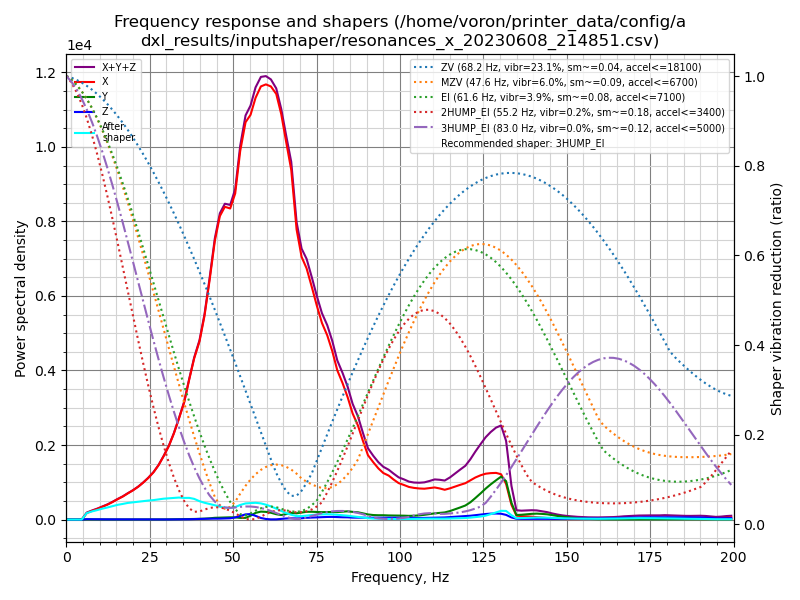 Frequency response and shapers (/home/voron/printer_data/config/a
dxl_results/inputshaper/resonances_x_20230608_214851.csv)
1e4
X+Y+Z
X
Y
Z
After
shaper
ZV (68.2 Hz, vibr=23.1%, sm~=0.04, accel<=18100)
MZV (47.6 Hz, vibr=6.0%, sm~=0.09, accel<=6700)
EI (61.6 Hz, vibr=3.9%, sm~=0.08, accel<=7100)
2HUMP_EI (55.2 Hz, vibr=0.2%, sm~=0.18, accel<=3400)
3HUMP_EI (83.0 Hz, vibr=0.0%, sm~=0.12, accel<=5000)
Recommended shaper: 3HUMP_EI
Power spectral density
1.2
1.0
0.8
0.6
0.4
0.2
0.0
1.0
0.8
0.6
0.4
0.2
0.0
Shaper vibration reduction (ratio)
0 25 50 75 100 125 150 175 200
Frequency, Hz